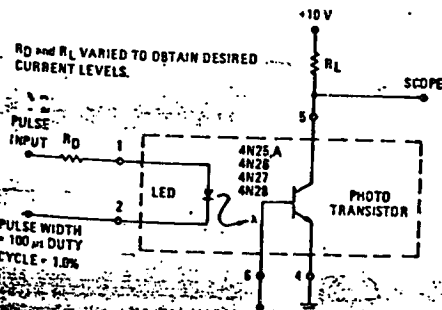 +10 V
RD and RL VARIED TO OBTAIN DESIRED
CURRENT LEVELS.
RL
SCOPE
5
PULSE
INPUT
RD
1
4N25,A
4N26
4N27
4N28
LED
PHOTO
TRANSISTOR
2
PULSE WIDTH
= 100 µs DUTY
CYCLE = 1.0%
6
4